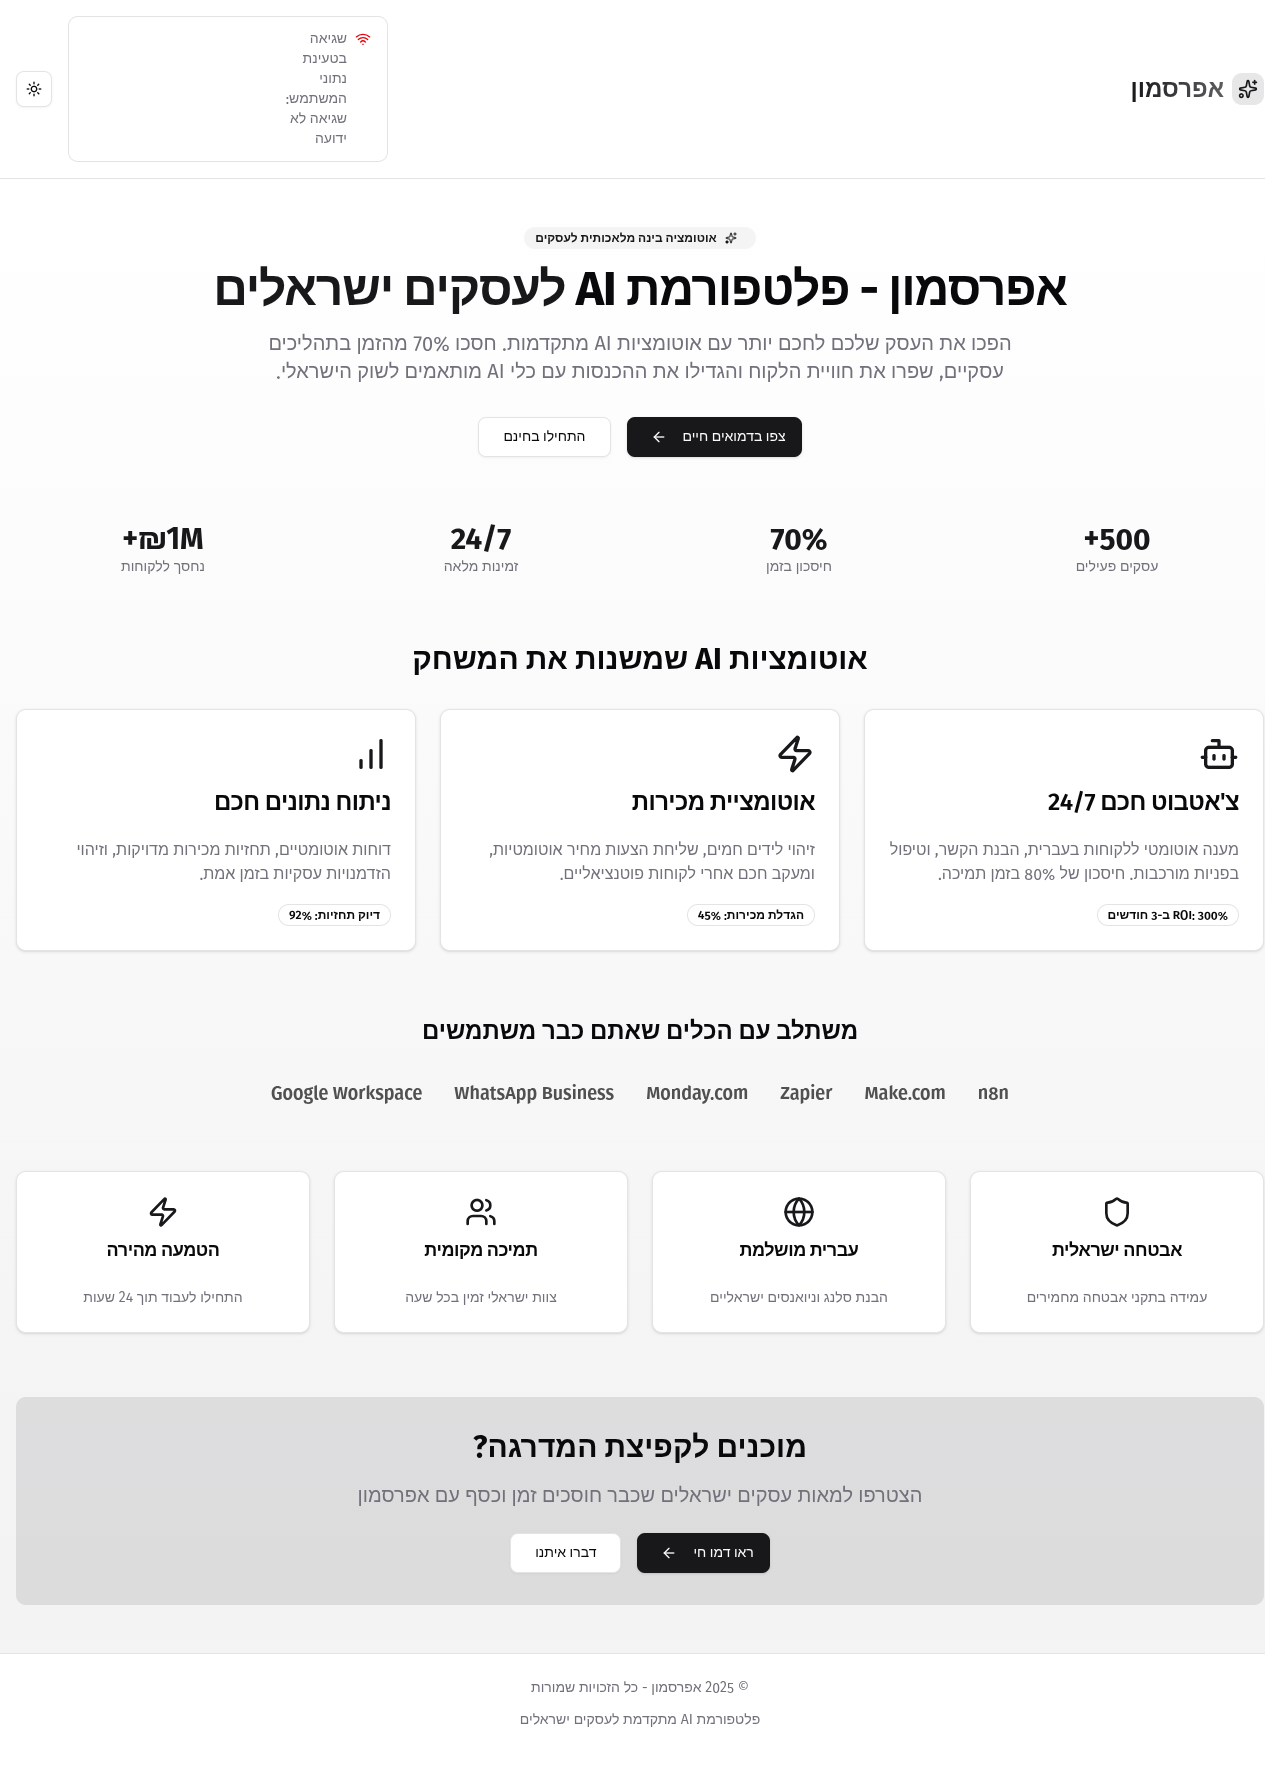 אפרסמון
שגיאה
בטעינת
נתוני
המשתמש:
שגיאה לא
ידועה
אוטומציה בינה מלאכותית לעסקים
אפרסמון - פלטפורמת AI לעסקים ישראלים
הפכו את העסק שלכם לחכם יותר עם אוטומציות AI מתקדמות. חסכו 70% מהזמן בתהליכים
עסקיים, שפרו את חוויית הלקוח והגדילו את ההכנסות עם כלי AI מותאמים לשוק הישראלי.
צפו בדמואים חיים
התחילו בחינם
500+
עסקים פעילים
70%
חיסכון בזמן
24/7
זמינות מלאה
₪1M+
נחסך ללקוחות
אוטומציות AI שמשנות את המשחק
צ'אטבוט חכם 24/7
מענה אוטומטי ללקוחות בעברית, הבנת הקשר, וטיפול
בפניות מורכבות. חיסכון של 80% בזמן תמיכה.
ROI: 300% ב-3 חודשים
אוטומציית מכירות
זיהוי לידים חמים, שליחת הצעות מחיר אוטומטיות,
ומעקב חכם אחרי לקוחות פוטנציאליים.
הגדלת מכירות: 45%
ניתוח נתונים חכם
דוחות אוטומטיים, תחזיות מכירות מדויקות, וזיהוי
הזדמנויות עסקיות בזמן אמת.
דיוק תחזיות: 92%
משתלב עם הכלים שאתם כבר משתמשים
n8n
Make.com
Zapier
Monday.com
WhatsApp Business
Google Workspace
אבטחה ישראלית
עמידה בתקני אבטחה מחמירים
עברית מושלמת
הבנת סלנג וניואנסים ישראליים
תמיכה מקומית
צוות ישראלי זמין בכל שעה
הטמעה מהירה
התחילו לעבוד תוך 24 שעות
מוכנים לקפיצת המדרגה?
הצטרפו למאות עסקים ישראלים שכבר חוסכים זמן וכסף עם אפרסמון
ראו דמו חי
דברו איתנו
© 2025 אפרסמון - כל הזכויות שמורות
פלטפורמת AI מתקדמת לעסקים ישראלים